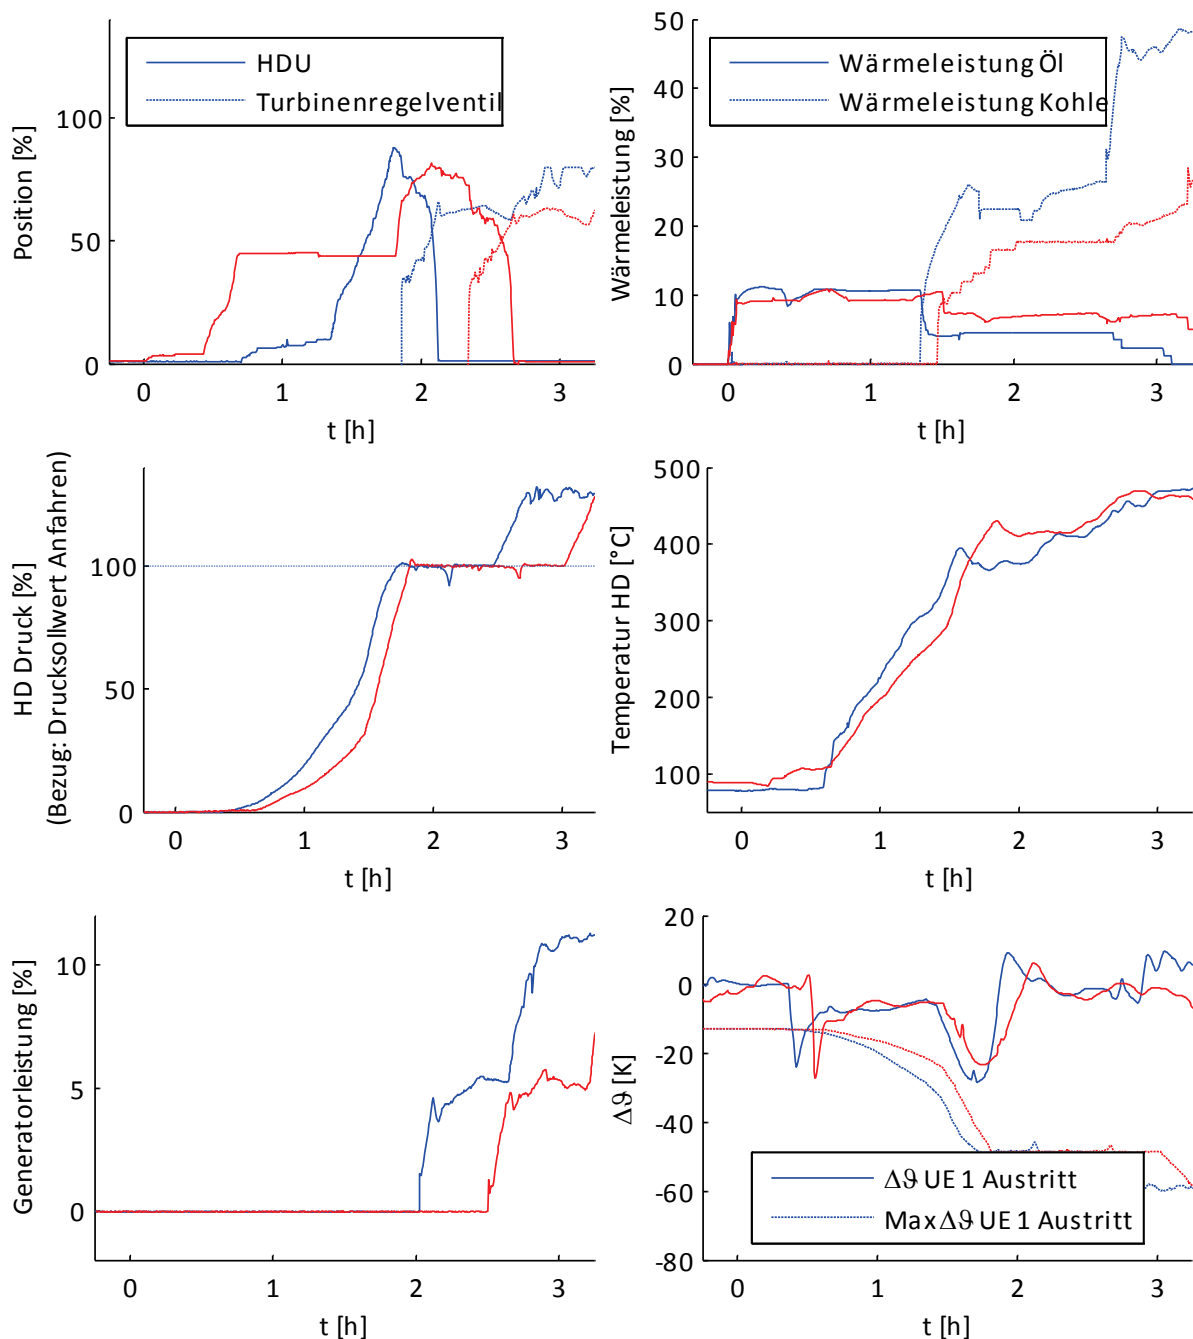 HDU
Turbinenregelventil
Position [%]
100
50
0
0 1 2 3
t [h]
Wärmeleistung Öl
Wärmeleistung Kohle
Wärmeleistung [%]
50
40
30
20
10
0
0 1 2 3
t [h]
HD Druck [%]
(Bezug: Drucksollwert Anfahren)
100
50
0
0 1 2 3
t [h]
Temperatur HD [°C]
500
400
300
200
100
0 1 2 3
t [h]
Generatorleistung [%]
10
5
0
0 1 2 3
t [h]
Δϑ [K]
20
0
-20
-40
-60
-80
Δϑ UE 1 Austritt
Max Δϑ UE 1 Austritt
0 1 2 3
t [h]